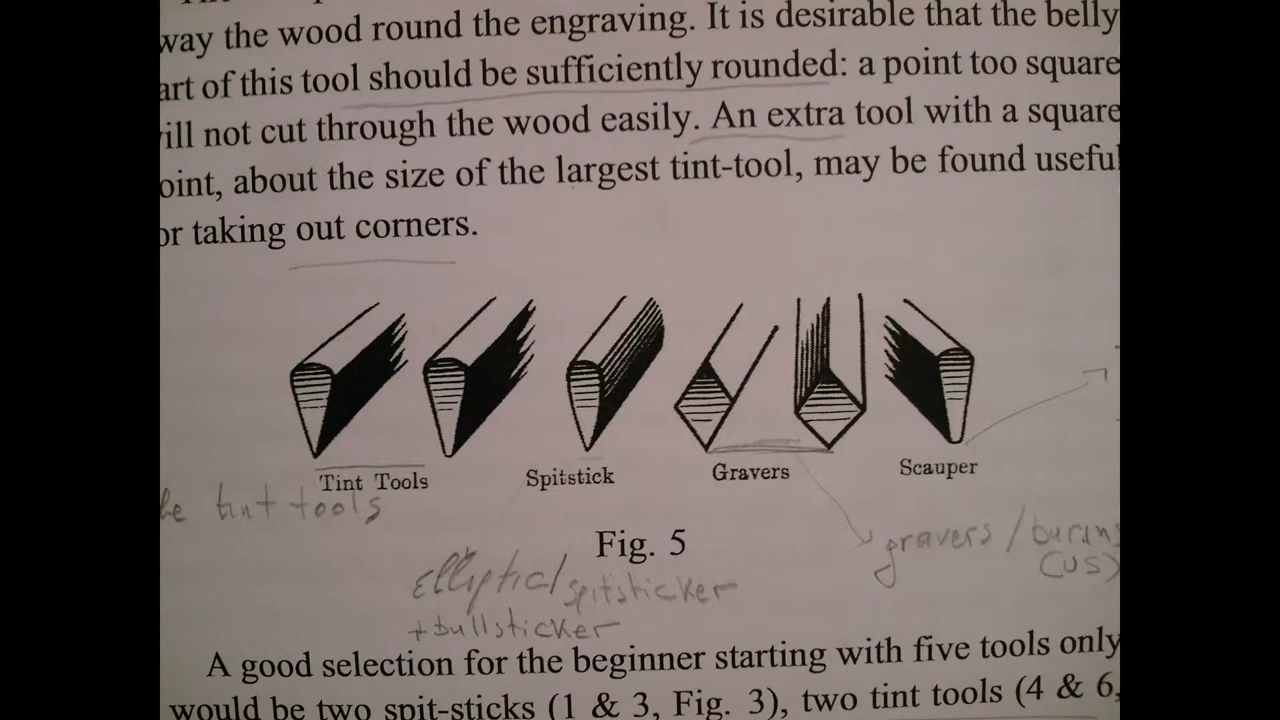 way the wood round the engraving. It is desirable that the belly
art of this tool should be sufficiently rounded: a point too square
ill not cut through the wood easily. An extra tool with a square
oint, about the size of the largest tint-tool, may be found useful
or taking out corners.
Tint Tools Spitstick Gravers Scauper
he tint tools
Fig. 5
gravers / burins
(US)
elliptical spitsticker
+ bullsticker
A good selection for the beginner starting with five tools only
would be two spit-sticks (1 & 3, Fig. 3), two tint tools (4 & 6,